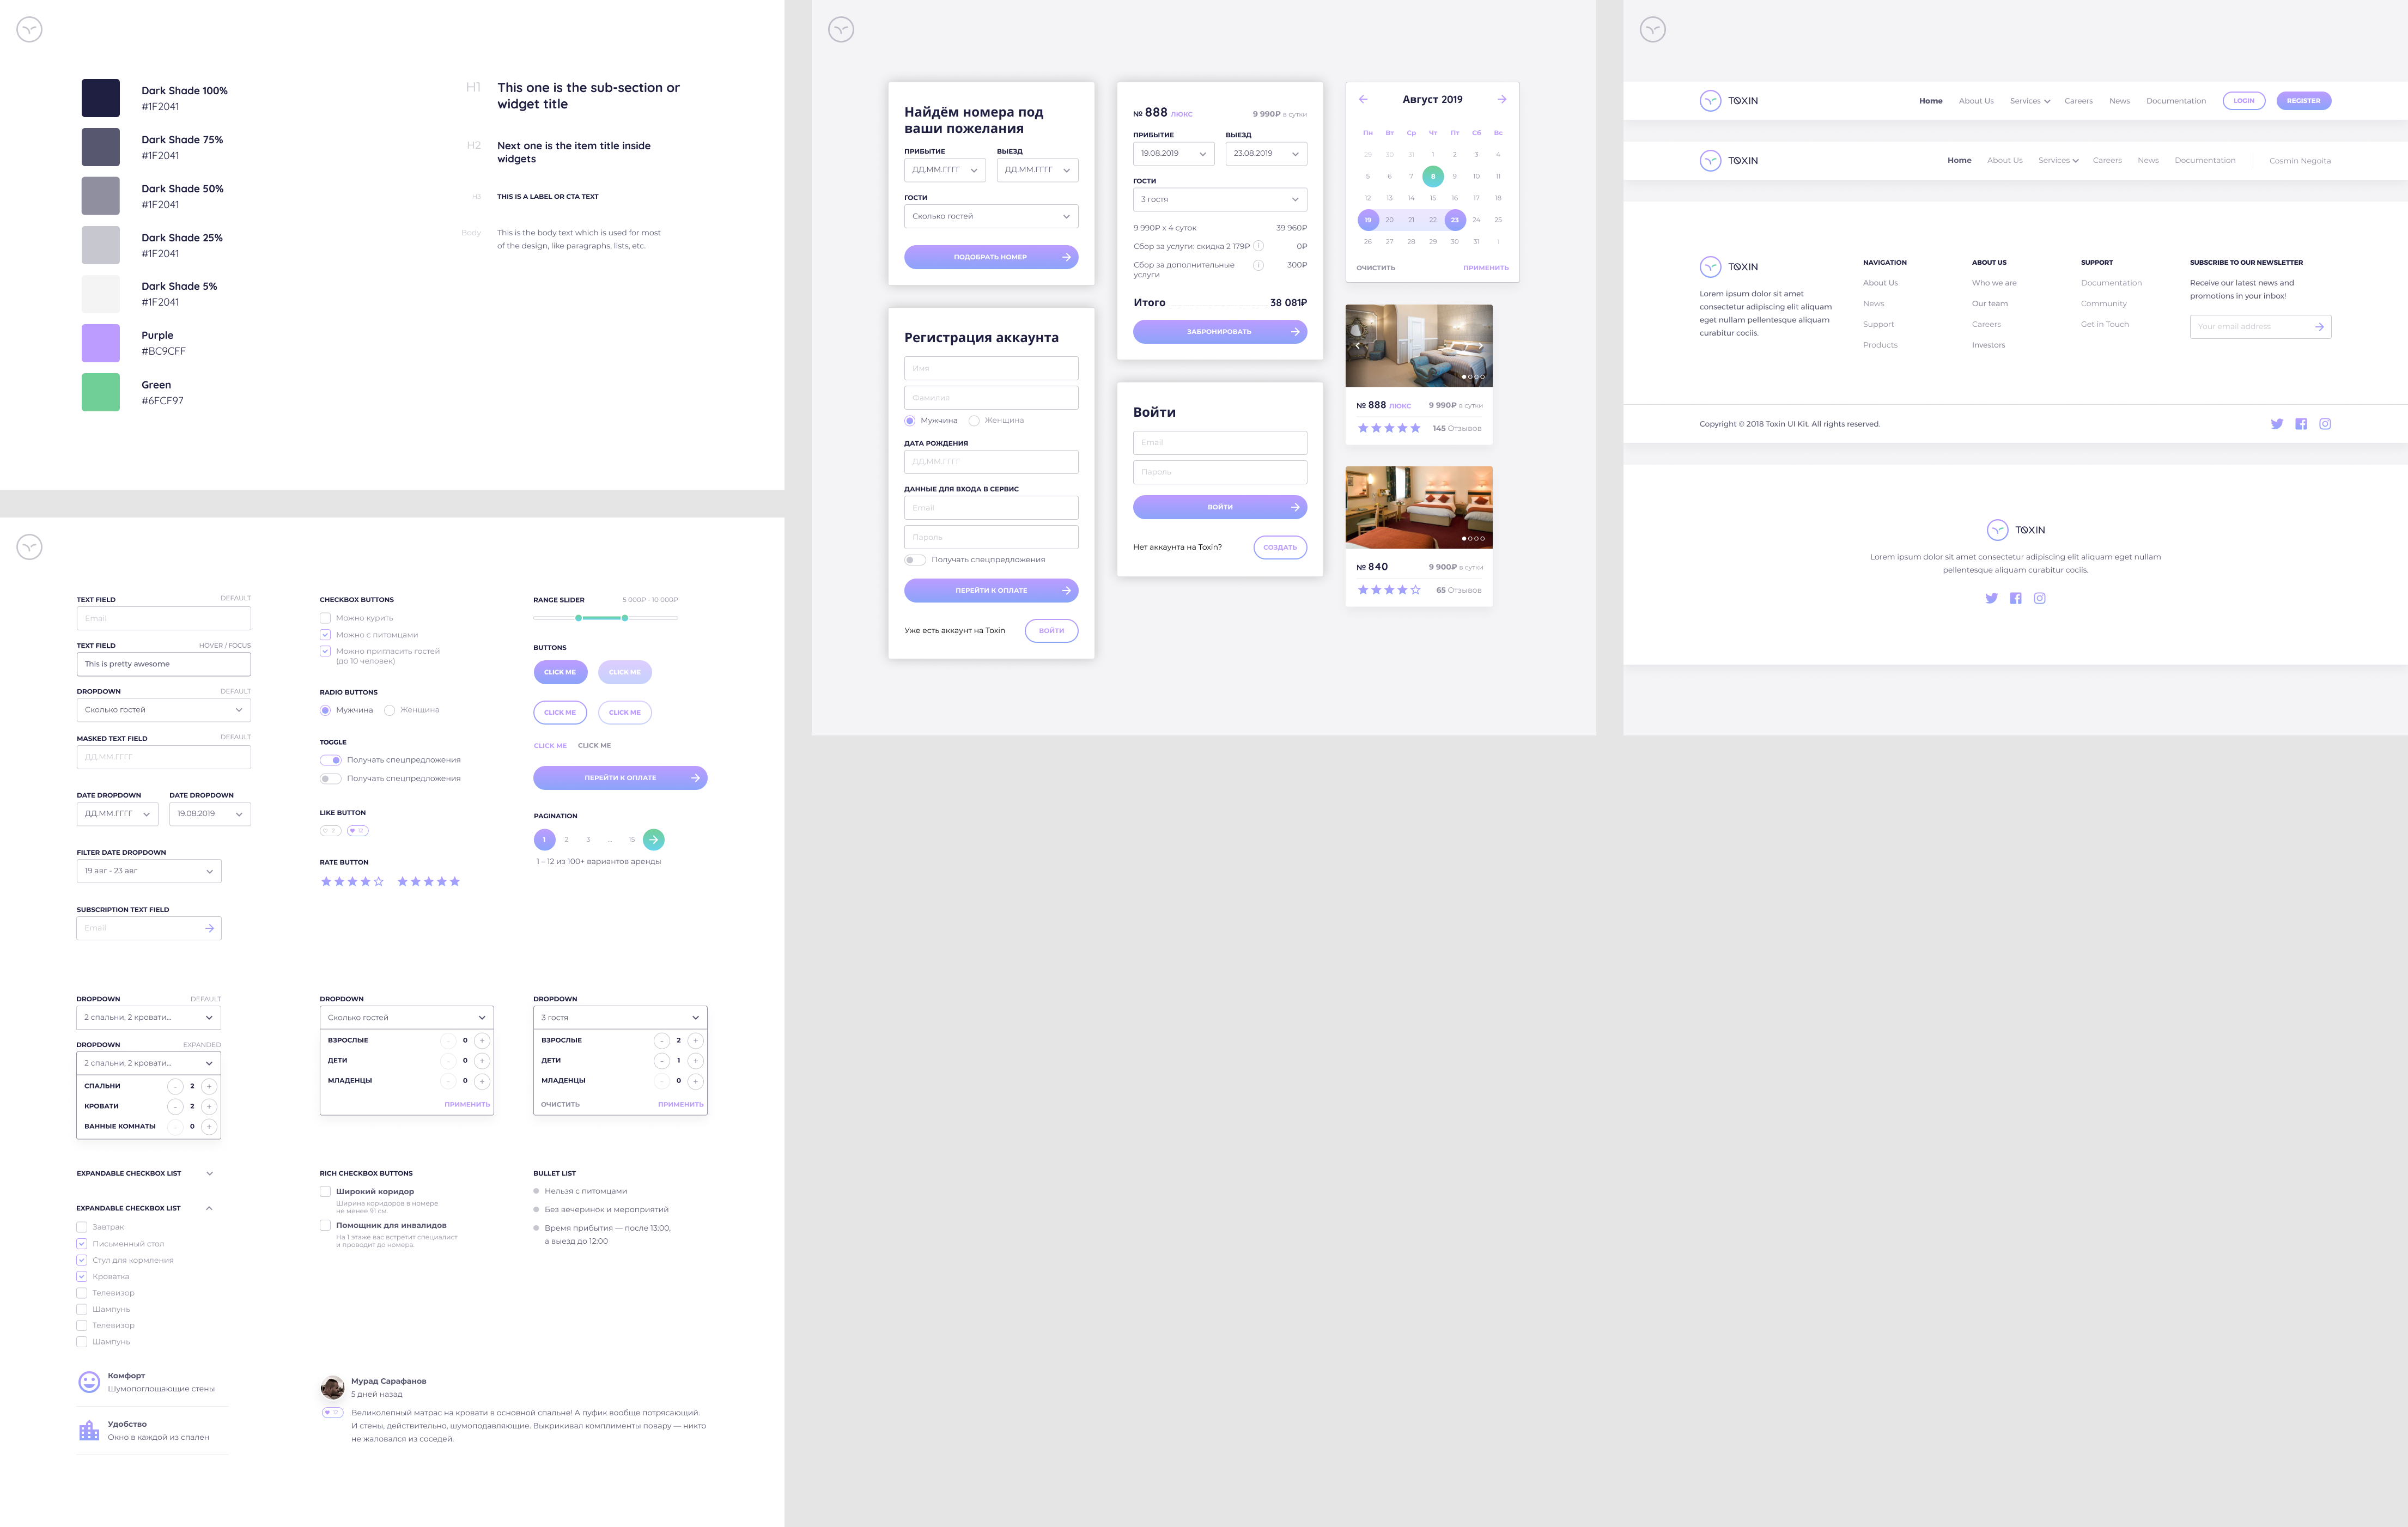 Dark Shade 100%
#1F2041
Dark Shade 75%
#1F2041
Dark Shade 50%
#1F2041
Dark Shade 25%
#1F2041
Dark Shade 5%
#1F2041
Purple
#BC9CFF
Green
#6FCF97
H1
This one is the sub-section or
widget title
H2
Next one is the item title inside
widgets
H3
THIS IS A LABEL OR CTA TEXT
Body
This is the body text which is used for most
of the design, like paragraphs, lists, etc.
TEXT FIELD DEFAULT
Email
TEXT FIELD HOVER / FOCUS
This is pretty awesome
DROPDOWN DEFAULT
Сколько гостей
MASKED TEXT FIELD DEFAULT
ДД.ММ.ГГГГ
DATE DROPDOWN DATE DROPDOWN
ДД.ММ.ГГГГ 19.08.2019
FILTER DATE DROPDOWN
19 авг - 23 авг
SUBSCRIPTION TEXT FIELD
Email
CHECKBOX BUTTONS
Можно курить
Можно с питомцами
Можно пригласить гостей
(до 10 человек)
RADIO BUTTONS
Мужчина Женщина
TOGGLE
Получать спецпредложения
Получать спецпредложения
LIKE BUTTON
2 12
RATE BUTTON
RANGE SLIDER 5 000₽ - 10 000₽
BUTTONS
CLICK ME CLICK ME
CLICK ME CLICK ME
CLICK ME CLICK ME
ПЕРЕЙТИ К ОПЛАТЕ
PAGINATION
1 2 3 ... 15
1 – 12 из 100+ вариантов аренды
DROPDOWN DEFAULT
2 спальни, 2 кровати...
DROPDOWN EXPANDED
2 спальни, 2 кровати...
СПАЛЬНИ - 2 +
КРОВАТИ - 2 +
ВАННЫЕ КОМНАТЫ - 0 +
DROPDOWN
Сколько гостей
ВЗРОСЛЫЕ - 0 +
ДЕТИ - 0 +
МЛАДЕНЦЫ - 0 +
ПРИМЕНИТЬ
DROPDOWN
3 гостя
ВЗРОСЛЫЕ - 2 +
ДЕТИ - 1 +
МЛАДЕНЦЫ - 0 +
ОЧИСТИТЬ ПРИМЕНИТЬ
EXPANDABLE CHECKBOX LIST
EXPANDABLE CHECKBOX LIST
Завтрак
Письменный стол
Стул для кормления
Кроватка
Телевизор
Шампунь
Телевизор
Шампунь
RICH CHECKBOX BUTTONS
Широкий коридор
Ширина коридоров в номере
не менее 91 см.
Помощник для инвалидов
На 1 этаже вас встретит специалист
и проводит до номера.
BULLET LIST
Нельзя с питомцами
Без вечеринок и мероприятий
Время прибытия — после 13:00,
а выезд до 12:00
Комфорт
Шумопоглощающие стены
Удобство
Окно в каждой из спален
Мурад Сарафанов
5 дней назад
12
Великолепный матрас на кровати в основной спальне! А пуфик вообще потрясающий.
И стены, действительно, шумоподавляющие. Выкрикивал комплименты повару — никто
не жаловался из соседей.
Найдём номера под
ваши пожелания
ПРИБЫТИЕ ВЫЕЗД
ДД.ММ.ГГГГ ДД.ММ.ГГГГ
ГОСТИ
Сколько гостей
ПОДОБРАТЬ НОМЕР
Регистрация аккаунта
Имя
Фамилия
Мужчина Женщина
ДАТА РОЖДЕНИЯ
ДД.ММ.ГГГГ
ДАННЫЕ ДЛЯ ВХОДА В СЕРВИС
Email
Пароль
Получать спецпредложения
ПЕРЕЙТИ К ОПЛАТЕ
Уже есть аккаунт на Toxin ВОЙТИ
№ 888 ЛЮКС 9 990₽ в сутки
ПРИБЫТИЕ ВЫЕЗД
19.08.2019 23.08.2019
ГОСТИ
3 гостя
9 990₽ х 4 суток 39 960₽
Сбор за услуги: скидка 2 179₽ i 0₽
Сбор за дополнительные i 300₽
услуги
Итого 38 081₽
ЗАБРОНИРОВАТЬ
Войти
Email
Пароль
ВОЙТИ
Нет аккаунта на Toxin? СОЗДАТЬ
Август 2019
Пн Вт Ср Чт Пт Сб Вс
29 30 31 1 2 3 4
5 6 7 8 9 10 11
12 13 14 15 16 17 18
19 20 21 22 23 24 25
26 27 28 29 30 31 1
ОЧИСТИТЬ ПРИМЕНИТЬ
№ 888 ЛЮКС 9 990₽ в сутки
145 Отзывов
№ 840 9 900₽ в сутки
65 Отзывов
TOXIN Home About Us Services Careers News Documentation LOGIN REGISTER
TOXIN Home About Us Services Careers News Documentation Cosmin Negoita
TOXIN
Lorem ipsum dolor sit amet
consectetur adipiscing elit aliquam
eget nullam pellentesque aliquam
curabitur cociis.
NAVIGATION
About Us
News
Support
Products
ABOUT US
Who we are
Our team
Careers
Investors
SUPPORT
Documentation
Community
Get in Touch
SUBSCRIBE TO OUR NEWSLETTER
Receive our latest news and
promotions in your inbox!
Your email address
Copyright © 2018 Toxin UI Kit. All rights reserved.
TOXIN
Lorem ipsum dolor sit amet consectetur adipiscing elit aliquam eget nullam
pellentesque aliquam curabitur cociis.